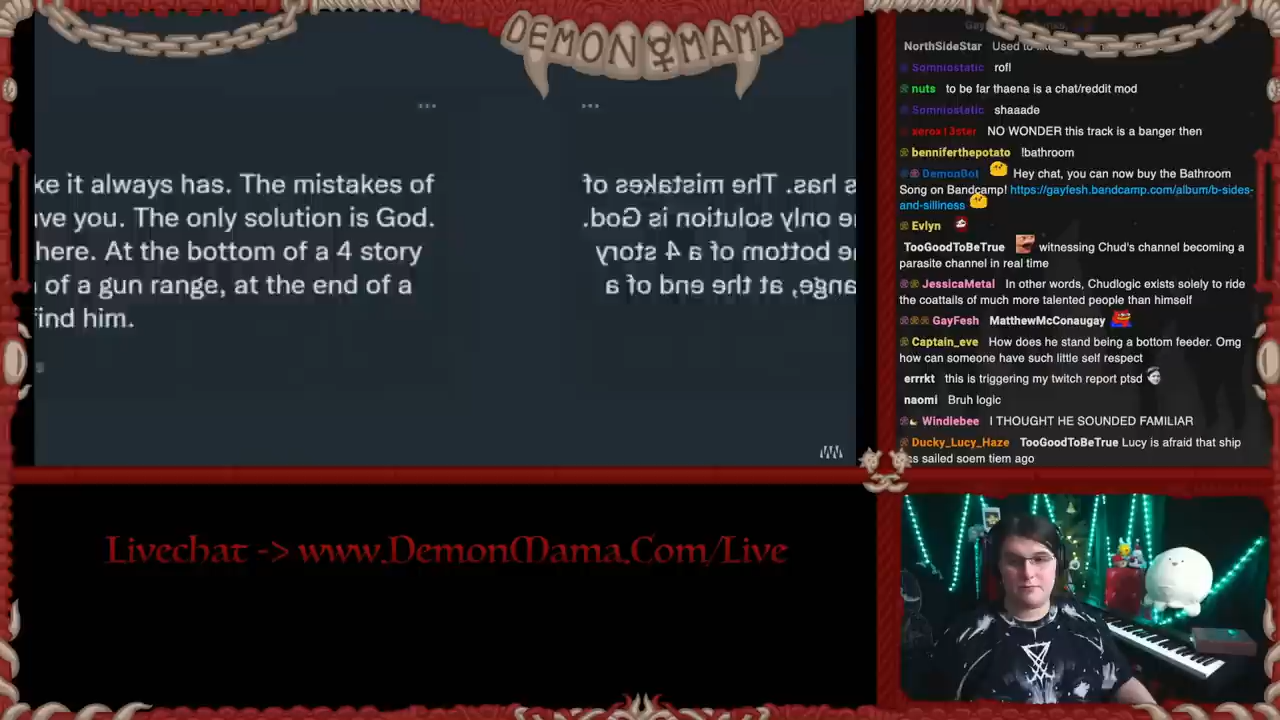 DEMON MAMA
ke it always has. The mistakes of
ve you. The only solution is God.
here. At the bottom of a 4 story
of a gun range, at the end of a
find him.
s has. The mistakes of
e only solution is God.
e bottom of a 4 story
ange, at the end of a
Livechat -> www.DemonMama.Com/Live
NorthSideStar Used to
Somniostatic rofl
nuts to be far thaena is a chat/reddit mod
Somniostatic shaaade
xerox13ster NO WONDER this track is a banger then
benniferthepotato !bathroom
DemonBot Hey chat, you can now buy the Bathroom
Song on Bandcamp! https://gayfesh.bandcamp.com/album/b-sides-
and-silliness
Evlyn
TooGoodToBeTrue witnessing Chud's channel becoming a
parasite channel in real time
JessicaMetal In other words, Chudlogic exists solely to ride
the coattails of much more talented people than himself
GayFesh MatthewMcConaugay
Captain_eve How does he stand being a bottom feeder. Omg
how can someone have such little self respect
errrkt this is triggering my twitch report ptsd
naomi Bruh logic
Windlebee I THOUGHT HE SOUNDED FAMILIAR
Ducky_Lucy_Haze TooGoodToBeTrue Lucy is afraid that ship
sailed soem tiem ago